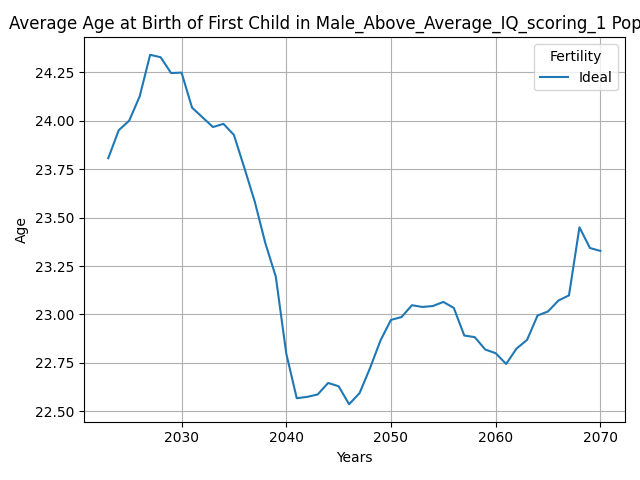 Average Age at Birth of First Child in Male_Above_Average_IQ_scoring_1 Pop
Fertility
Ideal
24.25
24.00
23.75
23.50
23.25
23.00
22.75
22.50
Age
2030 2040 2050 2060 2070
Years